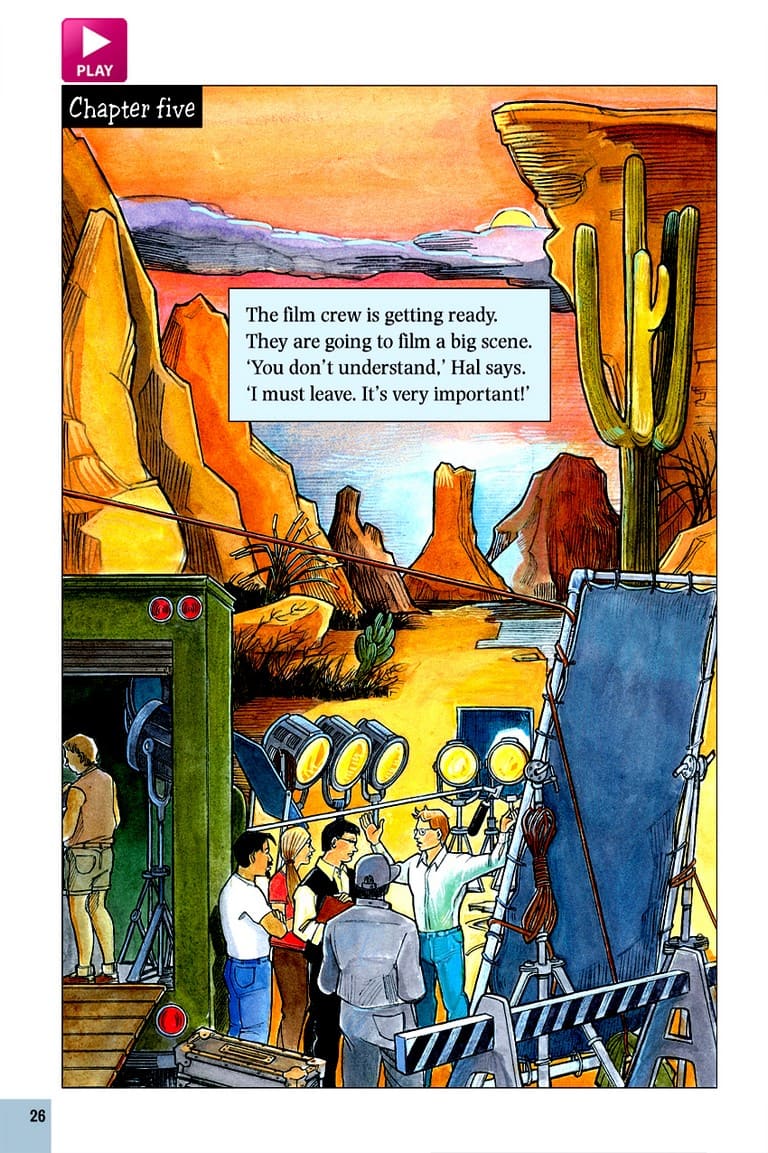 PLAY
Chapter five
The film crew is getting ready.
They are going to film a big scene.
‘You don’t understand,’ Hal says.
‘I must leave. It’s very important!’
26